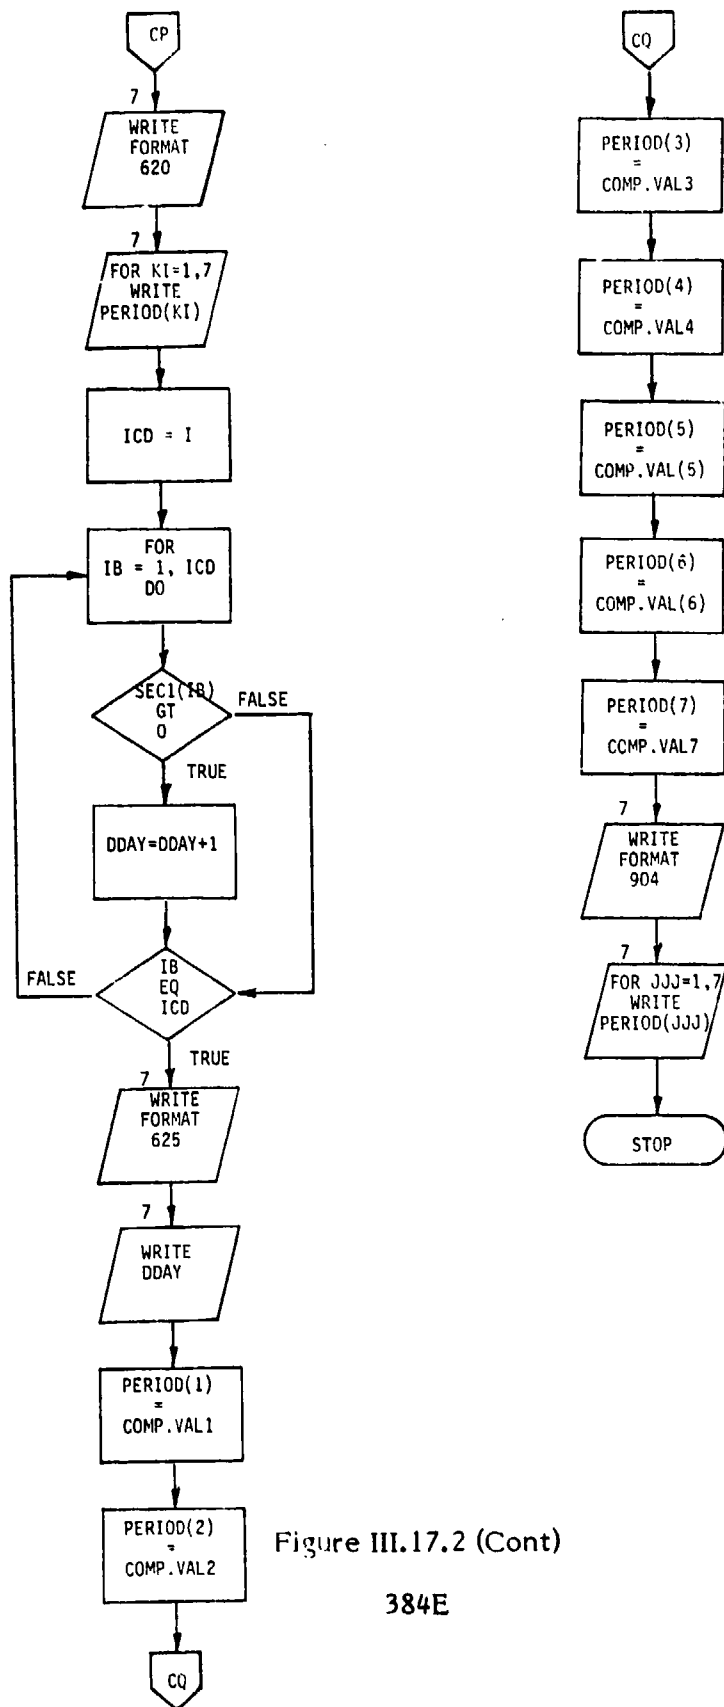 CP
7
WRITE
FORMAT
620
7
FOR KI=1,7
WRITE
PERIOD(KI)
ICD = I
FOR
IB = 1, ICD
DO
SEC1(IB)
GT
0
FALSE
TRUE
DDAY=DDAY+1
IB
EQ
ICD
FALSE
TRUE
7
WRITE
FORMAT
625
7
WRITE
DDAY
PERIOD(1)
=
COMP.VAL1
PERIOD(2)
=
COMP.VAL2
CQ
CQ
PERIOD(3)
=
COMP.VAL3
PERIOD(4)
=
COMP.VAL4
PERIOD(5)
=
COMP.VAL(5)
PERIOD(6)
=
COMP.VAL(6)
PERIOD(7)
=
COMP.VAL7
7
WRITE
FORMAT
904
7
FOR JJJ=1,7
WRITE
PERIOD(JJJ)
STOP
Figure III.17.2 (Cont)
384E